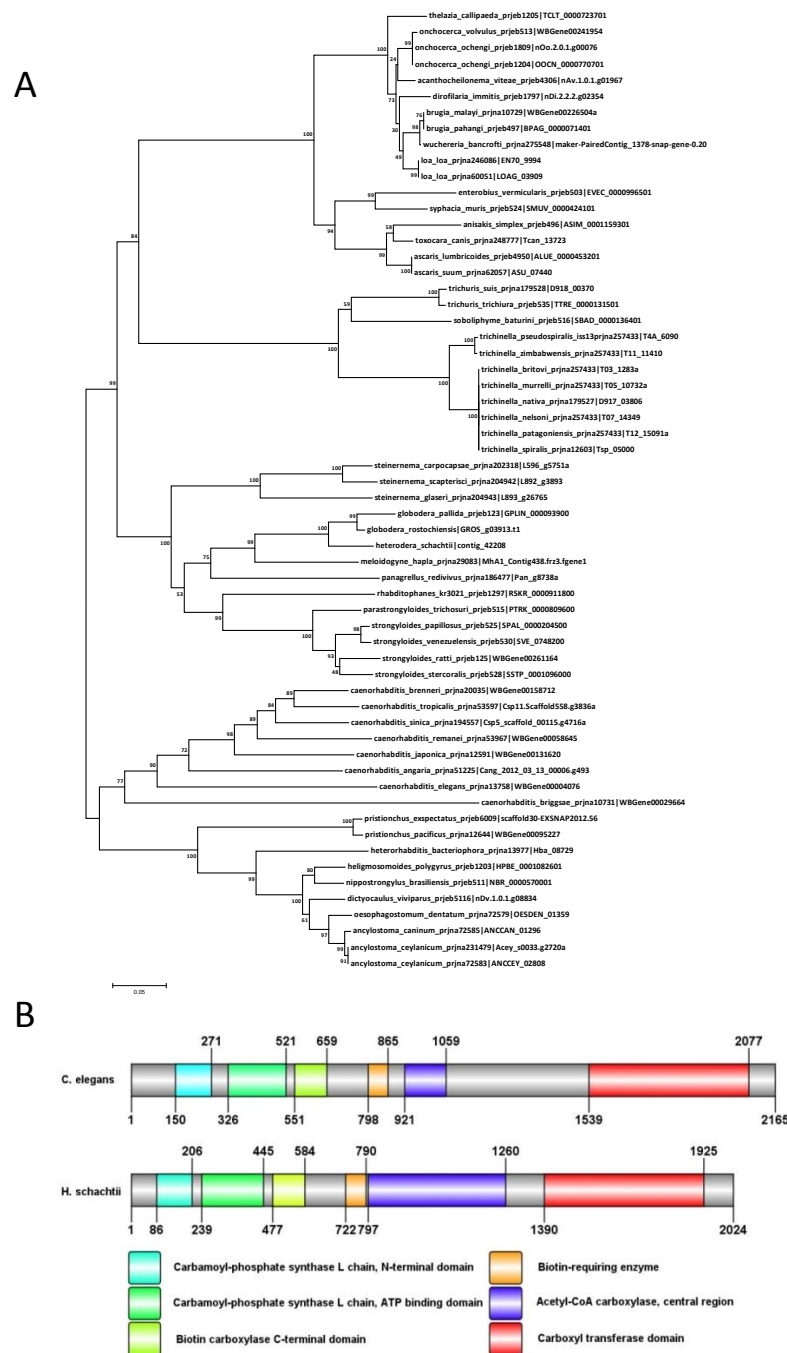 A
thelazia_callipaeda_prjeb1205|TCLT_0000723701
onchocerca_volvulus_prjeb513|WBGene00241954
onchocerca_ochengi_prjeb1809|nOo.2.0.1.g00076
onchocerca_ochengi_prjeb1204|OOCN_0000770701
acanthocheilonema_viteae_prjeb4306|nAv.1.0.1.g01967
dirofilaria_immitis_prjeb1797|nDi.2.2.2.g02354
brugia_malayi_prjna10729|WBGene00226504a
brugia_pahangi_prjeb497|BPAG_0000071401
wuchereria_bancrofti_prjna275548|maker-PairedContig_1378-snap-gene-0.20
loa_loa_prjna246086|EN70_9994
loa_loa_prjna60051|LOAG_03909
enterobius_vermicularis_prjeb503|EVEC_0000996501
syphacia_muris_prjeb524|SMUV_0000424101
anisakis_simplex_prjeb496|ASIM_0001159301
toxocara_canis_prjna248777|Tcan_13723
ascaris_lumbricoides_prjeb4950|ALUE_0000453201
ascaris_suum_prjna62057|ASU_07440
trichuris_suis_prjna179528|D918_00370
trichuris_trichiura_prjeb535|TTRE_0000131501
soboliphyme_baturini_prjeb516|SBAD_0000136401
trichinella_pseudospiralis_iss13prjna257433|T4A_6090
trichinella_zimbabwensis_prjna257433|T11_11410
trichinella_britovi_prjna257433|T03_1283a
trichinella_murrelli_prjna257433|T05_10732a
trichinella_nativa_prjna179527|D917_03806
trichinella_nelsoni_prjna257433|T07_14349
trichinella_patagoniensis_prjna257433|T12_15091a
trichinella_spiralis_prjna12603|Tsp_05000
steinernema_carpocapsae_prjna202318|L596_g5751a
steinernema_scapterisci_prjna204942|L892_g3893
steinernema_glaseri_prjna204943|L893_g26765
globodera_pallida_prjeb123|GPLIN_000093900
globodera_rostochiensis|GROS_g03913.t1
heterodera_schachtii|contig_42208
meloidogyne_hapla_prjna29083|MhA1_Contig438.frz3.fgene1
panagrellus_redivivus_prjna186477|Pan_g8738a
rhabditophanes_kr3021_prjeb1297|RSKR_0000911800
parastrongyloides_trichosuri_prjeb515|PTRK_0000809600
strongyloides_papillosus_prjeb525|SPAL_0000204500
strongyloides_venezuelensis_prjeb530|SVE_0748200
strongyloides_ratti_prjeb125|WBGene00261164
strongyloides_stercoralis_prjeb528|SSTP_0001096000
caenorhabditis_brenneri_prjna20035|WBGene00158712
caenorhabditis_tropicalis_prjna53597|Csp11.Scaffold558.g3836a
caenorhabditis_sinica_prjna194557|Csp5_scaffold_00115.g4716a
caenorhabditis_remanei_prjna53967|WBGene00058645
caenorhabditis_japonica_prjna12591|WBGene00131620
caenorhabditis_angaria_prjna51225|Cang_2012_03_13_00006.g493
caenorhabditis_elegans_prjna13758|WBGene00004076
caenorhabditis_briggsae_prjna10731|WBGene00029664
pristionchus_exspectatus_prjeb6009|scaffold30-EXSNAP2012.56
pristionchus_pacificus_prjna12644|WBGene00095227
heterorhabditis_bacteriophora_prjna13977|Hba_08729
heligmosomoides_polygyrus_prjeb1203|HPBE_0001082601
nippostrongylus_brasiliensis_prjeb511|NBR_0000570001
dictyocaulus_viviparus_prjeb5116|nDv.1.0.1.g08834
oesophagostomum_dentatum_prjna72579|OESDEN_01359
ancylostoma_caninum_prjna72585|ANCCAN_01296
ancylostoma_ceylanicum_prjna231479|Acey_s0033.g2720a
ancylostoma_ceylanicum_prjna72583|ANCCEY_02808
0.05
B
271 521 659 865 1059 2077
C. elegans
1 150 326 551 798 921 1539 2165
206 445 584 790 1260 1925
H. schachtii
1 86 239 477 722 797 1390 2024
Carbamoyl-phosphate synthase L chain, N-terminal domain
Biotin-requiring enzyme
Carbamoyl-phosphate synthase L chain, ATP binding domain
Acetyl-CoA carboxylase, central region
Biotin carboxylase C-terminal domain
Carboxyl transferase domain